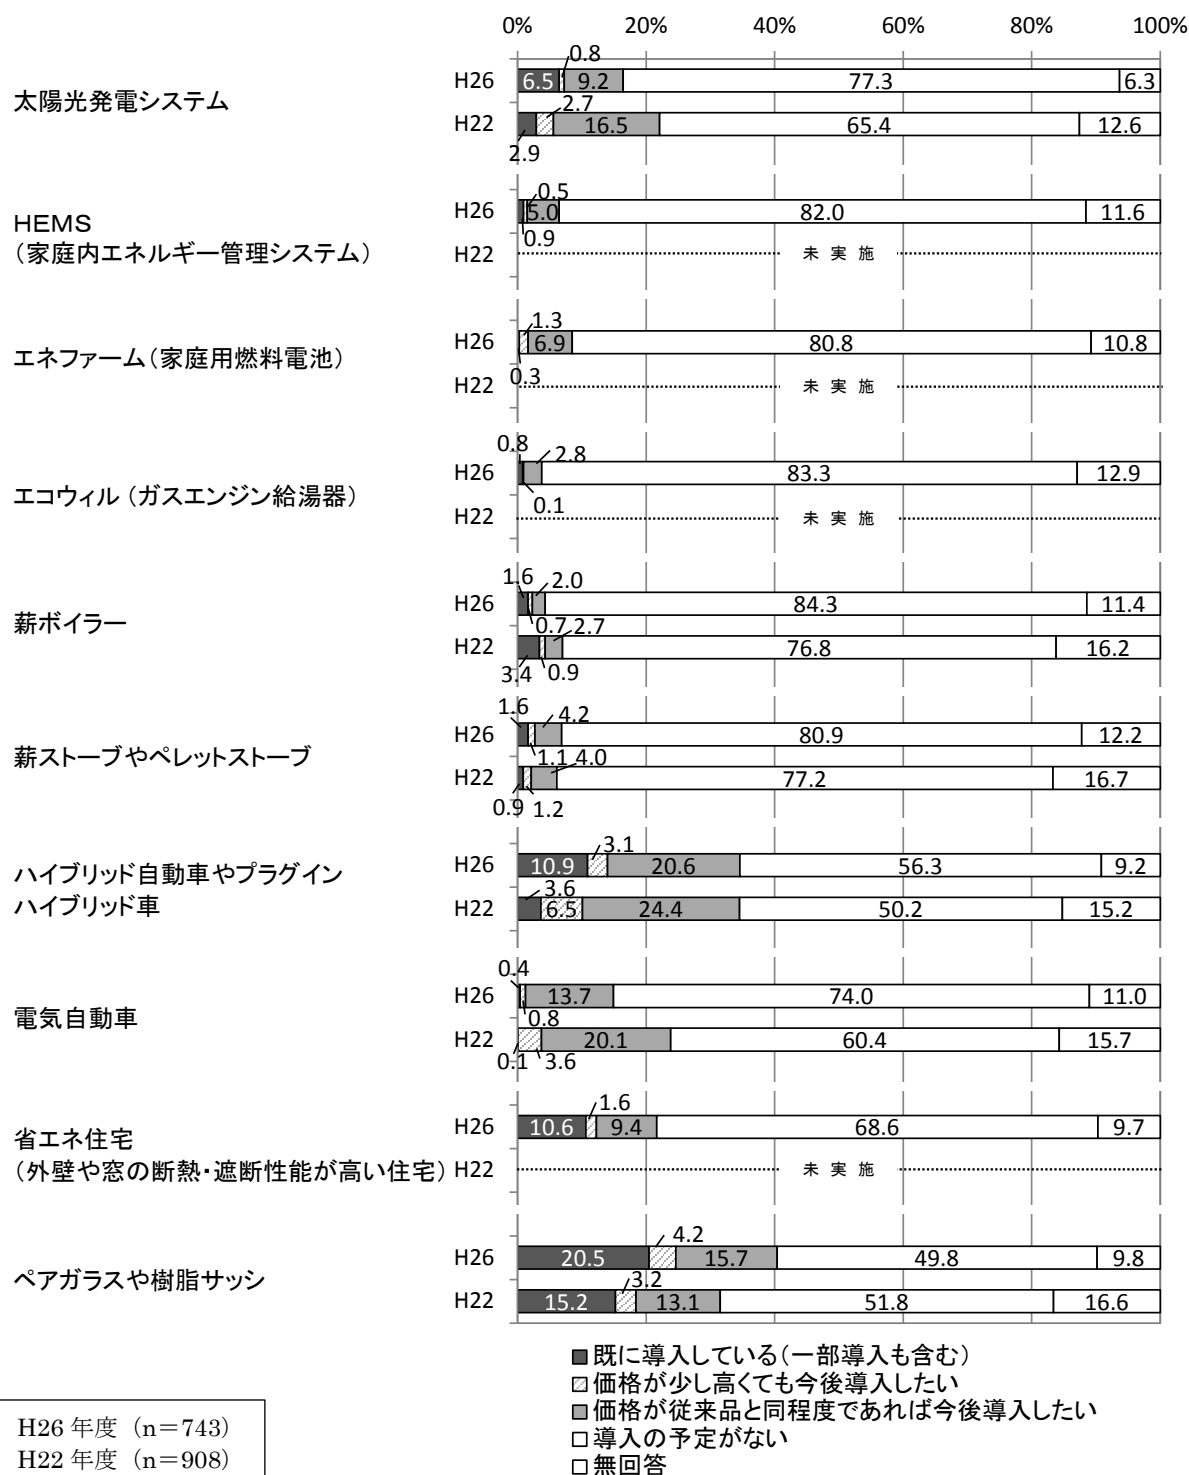 0% 20% 40% 60% 80% 100%
太陽光発電システム
H26 6.5 0.8 9.2 77.3 6.3
H22 2.9 2.7 16.5 65.4 12.6
HEMS
（家庭内エネルギー管理システム）
H26 0.9 0.5 5.0 82.0 11.6
H22 未 実 施
エネファーム（家庭用燃料電池）
H26 0.3 1.3 6.9 80.8 10.8
H22 未 実 施
エコウィル（ガスエンジン給湯器）
H26 0.8 0.1 2.8 83.3 12.9
H22 未 実 施
薪ボイラー
H26 1.6 0.7 2.0 84.3 11.4
H22 3.4 0.9 2.7 76.8 16.2
薪ストーブやペレットストーブ
H26 1.6 1.1 4.2 80.9 12.2
H22 0.9 1.2 4.0 77.2 16.7
ハイブリッド自動車やプラグイン
ハイブリッド車
H26 10.9 3.1 20.6 56.3 9.2
H22 3.6 6.5 24.4 50.2 15.2
電気自動車
H26 0.4 0.8 13.7 74.0 11.0
H22 0.1 3.6 20.1 60.4 15.7
省エネ住宅
（外壁や窓の断熱・遮断性能が高い住宅）
H26 10.6 1.6 9.4 68.6 9.7
H22 未 実 施
ペアガラスや樹脂サッシ
H26 20.5 4.2 15.7 49.8 9.8
H22 15.2 3.2 13.1 51.8 16.6
既に導入している（一部導入も含む）
価格が少し高くても今後導入したい
価格が従来品と同程度であれば今後導入したい
導入の予定がない
無回答
H26 年度（n＝743）
H22 年度（n＝908）